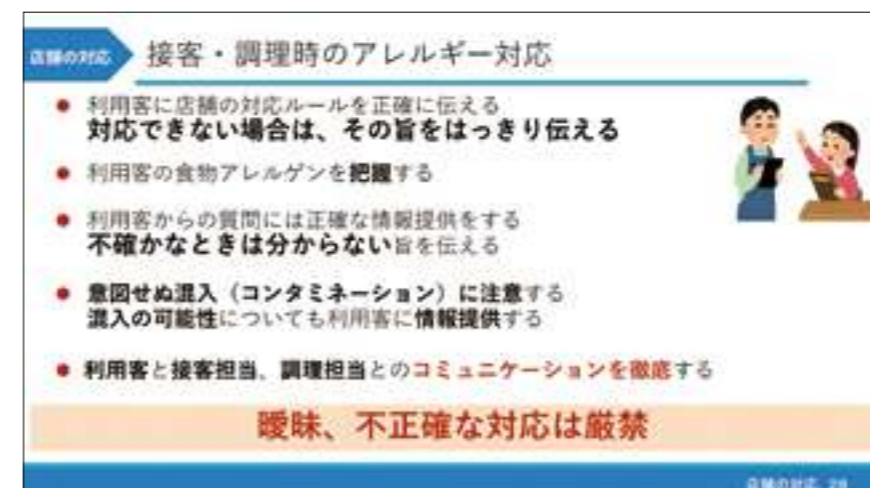 店舗の対応
接客・調理時のアレルギー対応
● 利用客に店舗の対応ルールを正確に伝える
対応できない場合は、その旨をはっきり伝える
● 利用客の食物アレルゲンを把握する
● 利用客からの質問には正確な情報提供をする
不確かなときは分からない旨を伝える
● 意図せぬ混入(コンタミネーション)に注意する
混入の可能性についても利用客に情報提供する
● 利用客と接客担当、調理担当とのコミュニケーションを徹底する
曖昧、不正確な対応は厳禁
店舗の対応 28